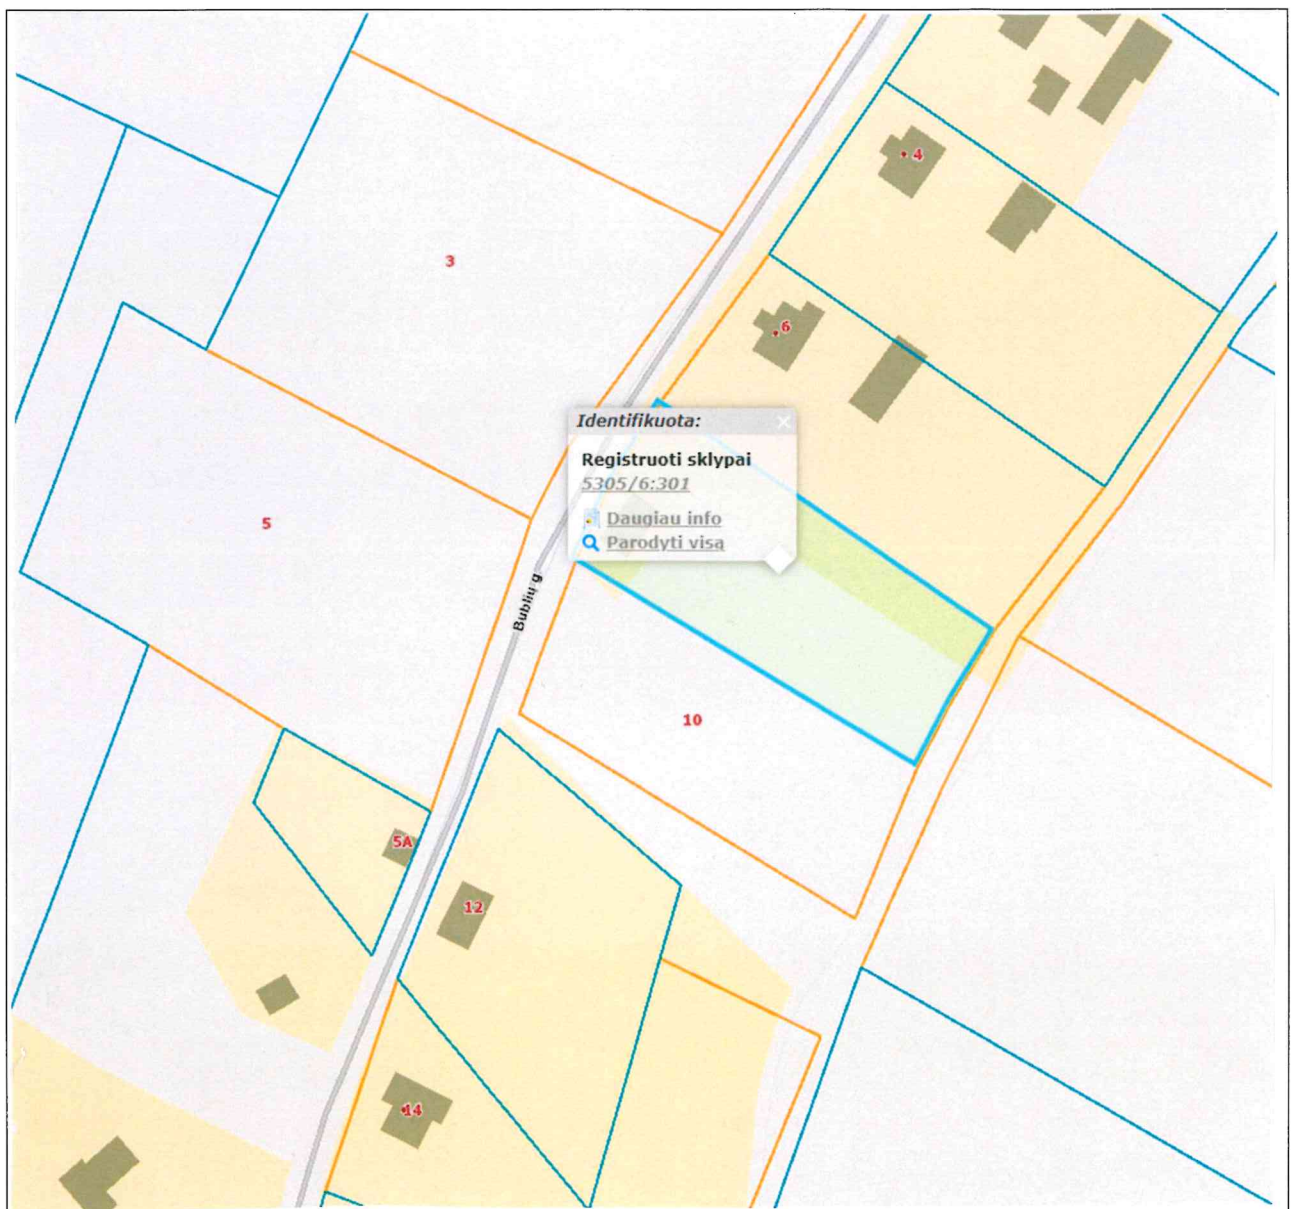 4
3
6
Identifikuota:
Registruoti sklypai
5305/6:301
Daugiau info
Parodyti visą
5
Bublių g
10
5A
12
14